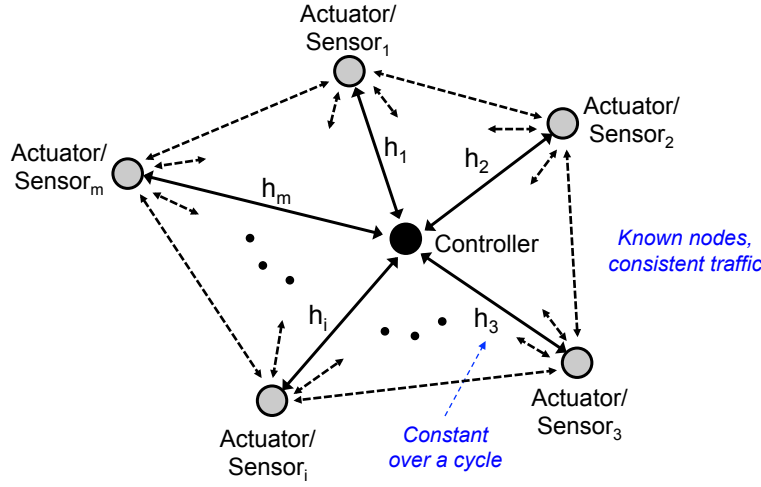 Actuator/
Sensor₁
Actuator/
Sensor₂
Actuator/
Sensorₘ
h₁
h₂
hₘ
Controller
Known nodes,
consistent traffic
hᵢ
h₃
Actuator/
Sensor₃
Actuator/
Sensorᵢ
Constant
over a cycle